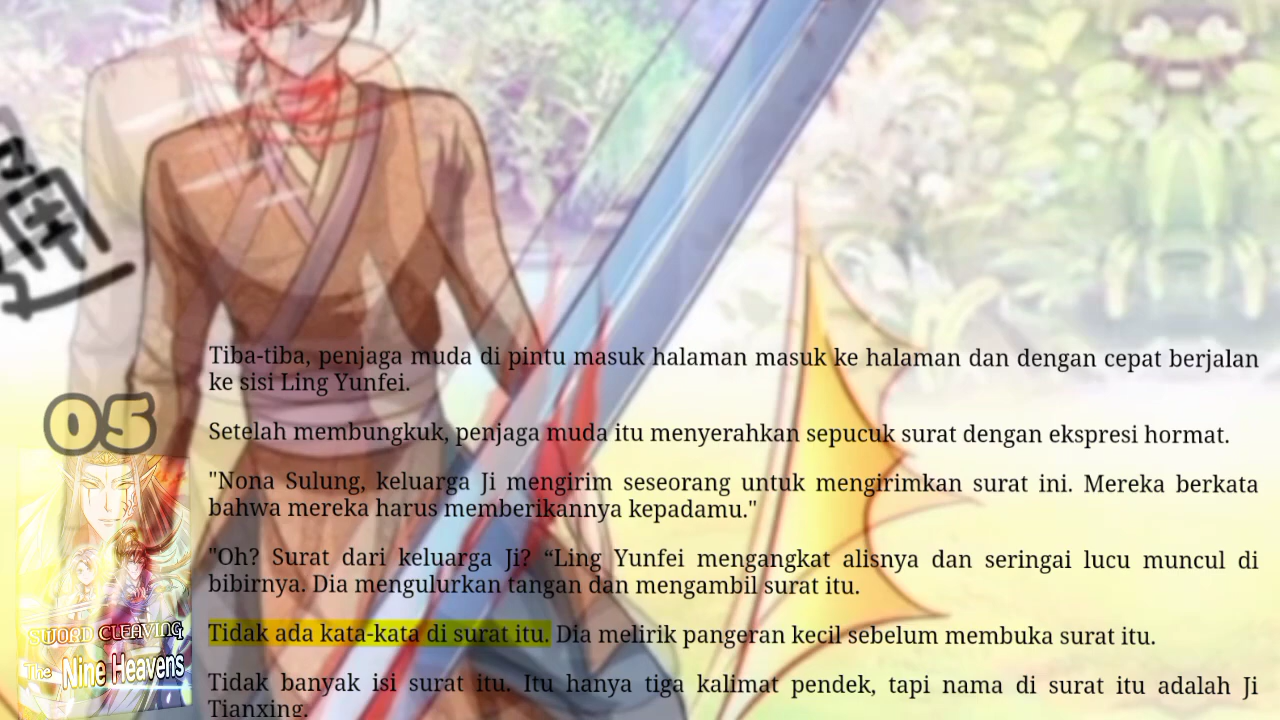 Tiba-tiba, penjaga muda di pintu masuk halaman masuk ke halaman dan dengan cepat berjalan
ke sisi Ling Yunfei.
Setelah membungkuk, penjaga muda itu menyerahkan sepucuk surat dengan ekspresi hormat.
"Nona Sulung, keluarga Ji mengirim seseorang untuk mengirimkan surat ini. Mereka berkata
bahwa mereka harus memberikannya kepadamu."
"Oh? Surat dari keluarga Ji? “Ling Yunfei mengangkat alisnya dan seringai lucu muncul di
bibirnya. Dia mengulurkan tangan dan mengambil surat itu.
Tidak ada kata-kata di surat itu. Dia melirik pangeran kecil sebelum membuka surat itu.
Tidak banyak isi surat itu. Itu hanya tiga kalimat pendek, tapi nama di surat itu adalah Ji
Tianxing.
05
SWORD CLEAVING
The Nine Heavens